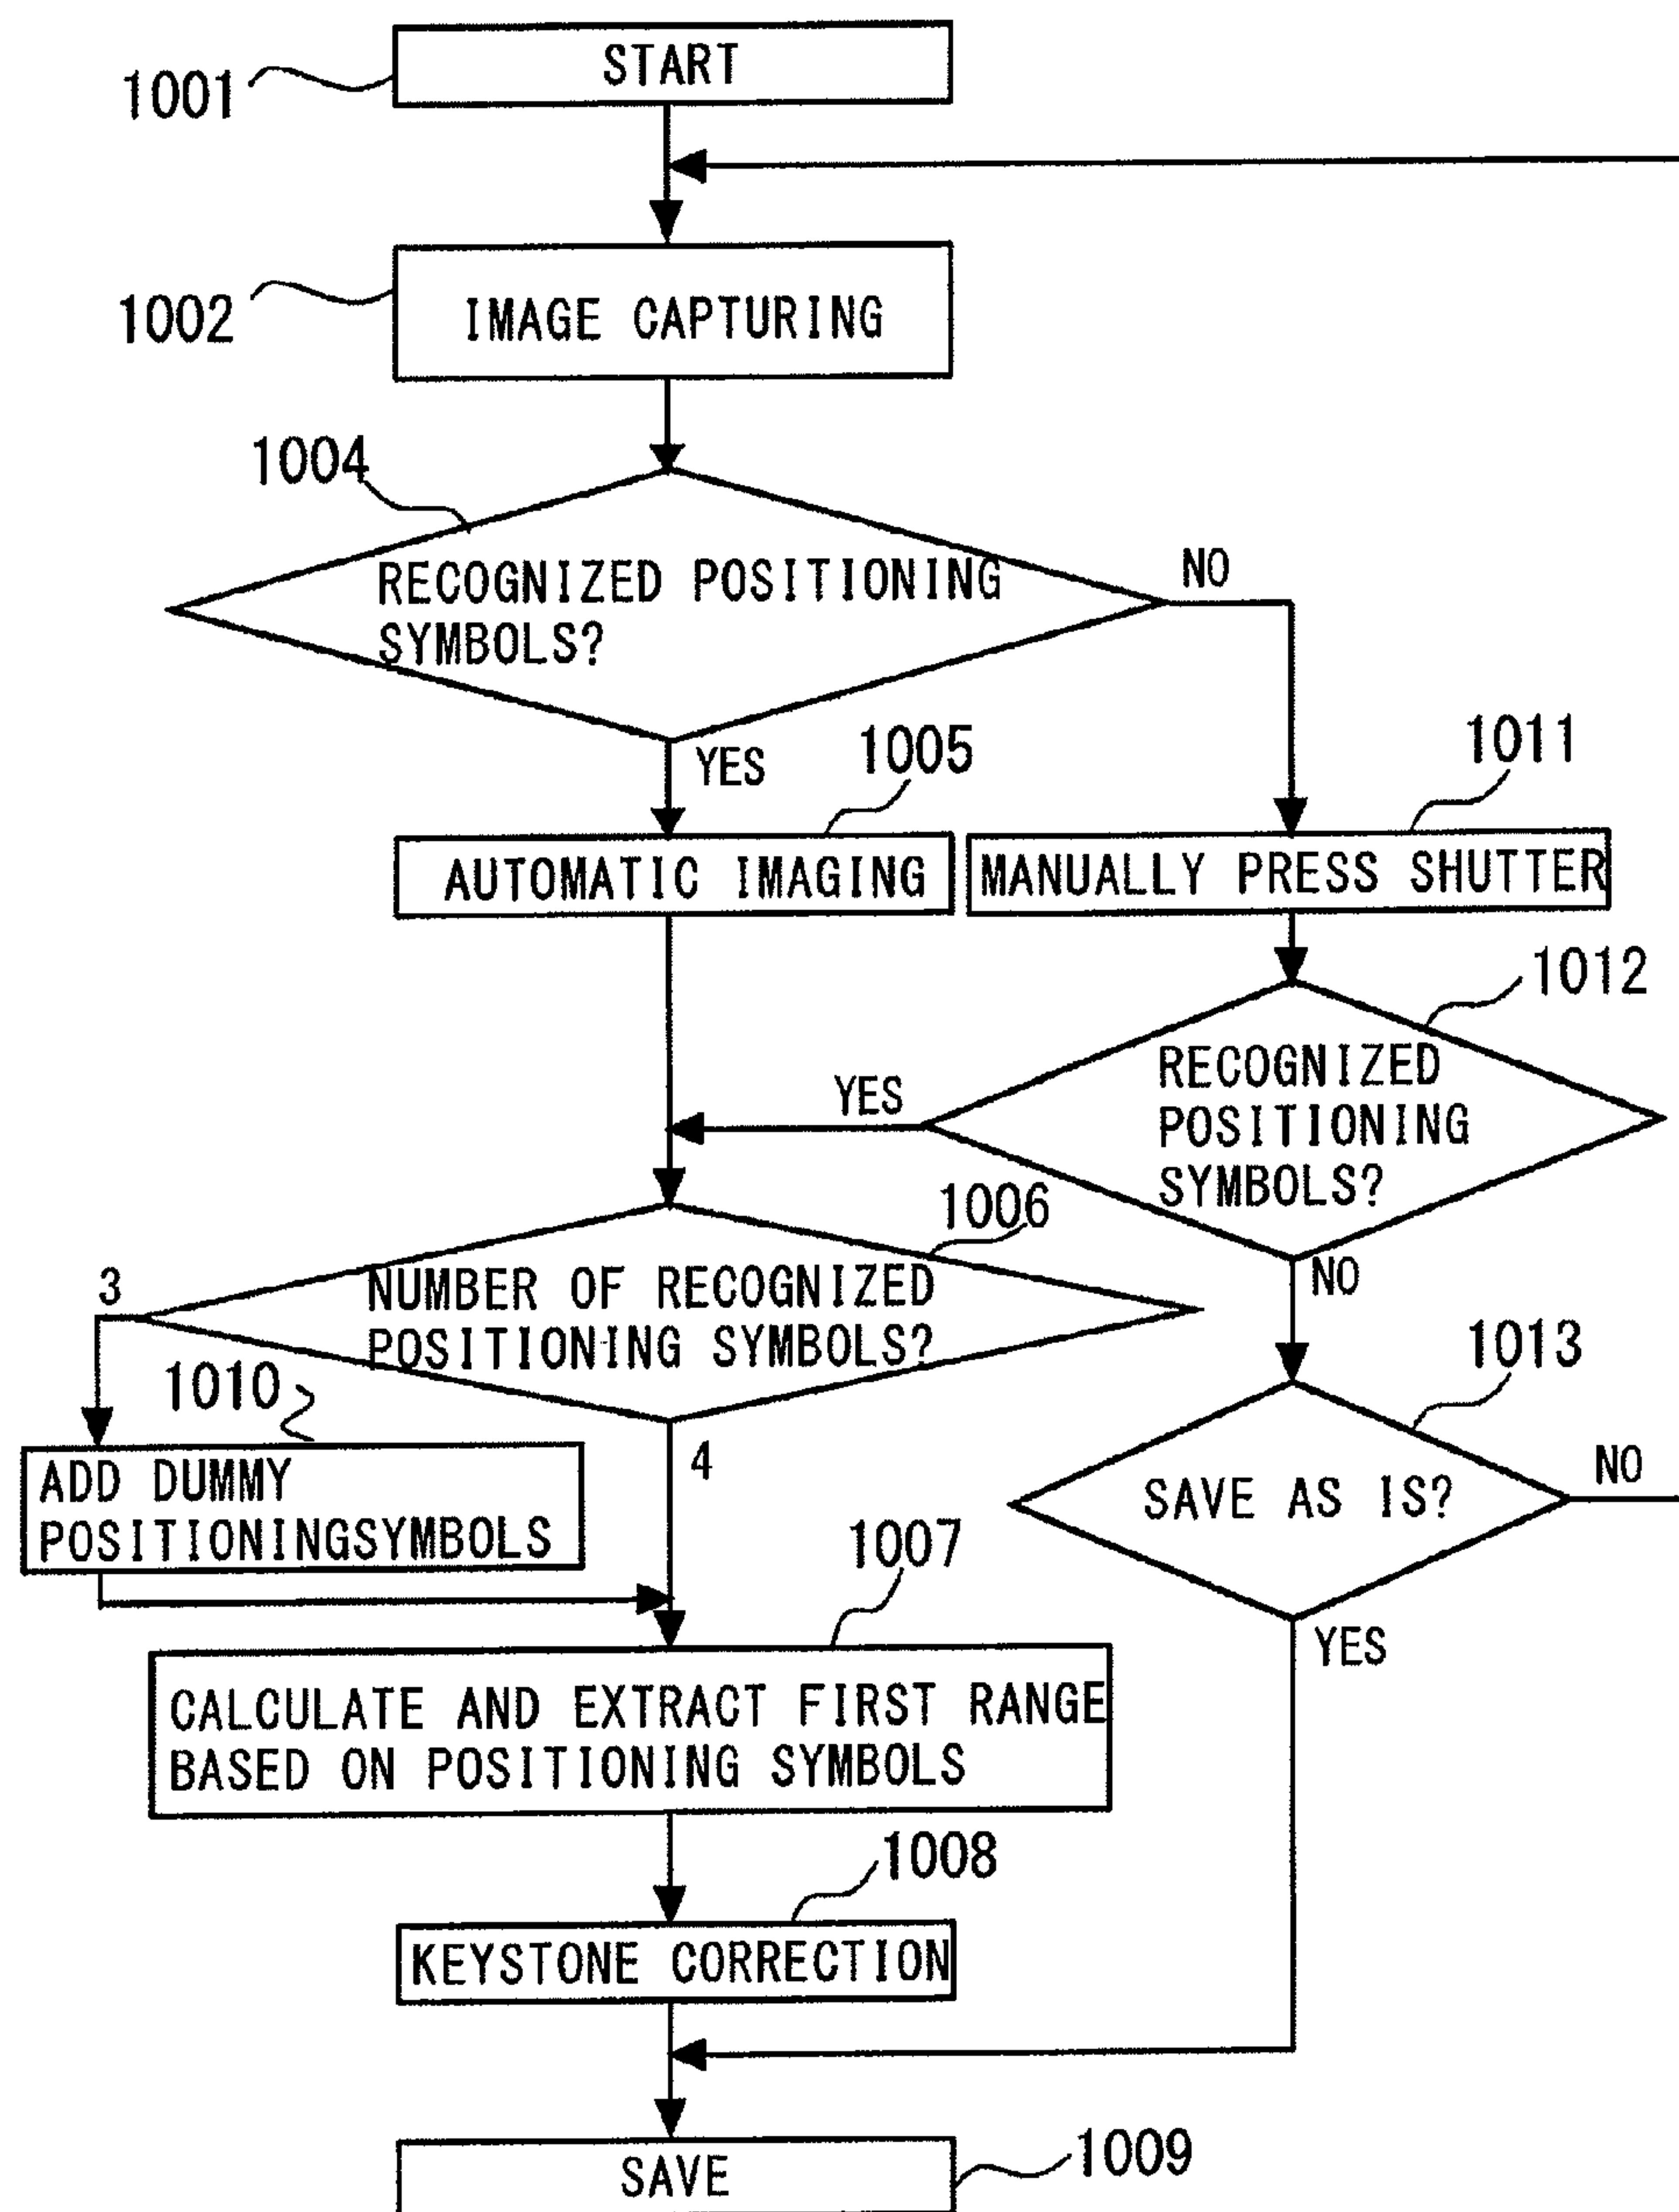 START
1001
1002
IMAGE CAPTURING
1004
RECOGNIZED POSITIONING
SYMBOLS?
NO
YES
1005
1011
AUTOMATIC IMAGING
MANUALLY PRESS SHUTTER
1012
RECOGNIZED
POSITIONING
SYMBOLS?
YES
NO
1006
NUMBER OF RECOGNIZED
POSITIONING SYMBOLS?
3
4
1010
ADD DUMMY
POSITIONINGSYMBOLS
1013
SAVE AS IS?
NO
YES
1007
CALCULATE AND EXTRACT FIRST RANGE
BASED ON POSITIONING SYMBOLS
1008
KEYSTONE CORRECTION
SAVE
1009